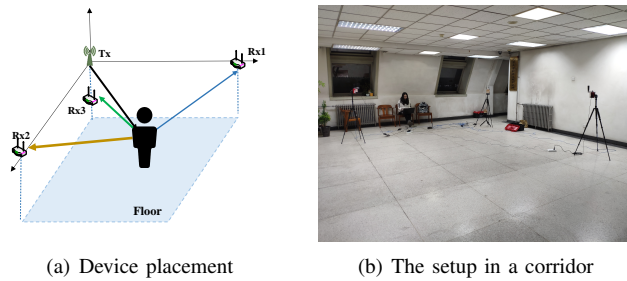 Tx
Rx1
Rx3
Rx2
Floor
(a) Device placement
(b) The setup in a corridor